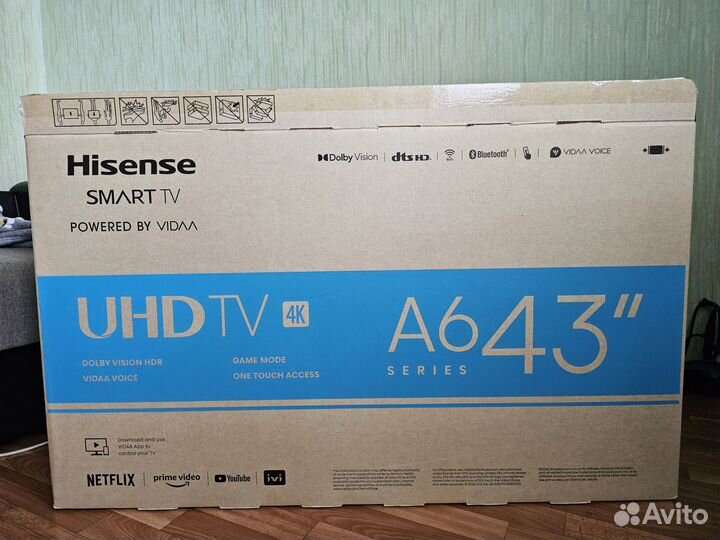 Hisense
SMART TV
POWERED BY VIDAA
Dolby Vision dts HD. Bluetooth® VIDAA VOICE
UHD TV 4K
A6 43"
SERIES
DOLBY VISION HDR
GAME MODE
VIDAA VOICE
ONE TOUCH ACCESS
Download and use
VIDAA App to
control your TV
NETFLIX prime video YouTube ivi
Avito